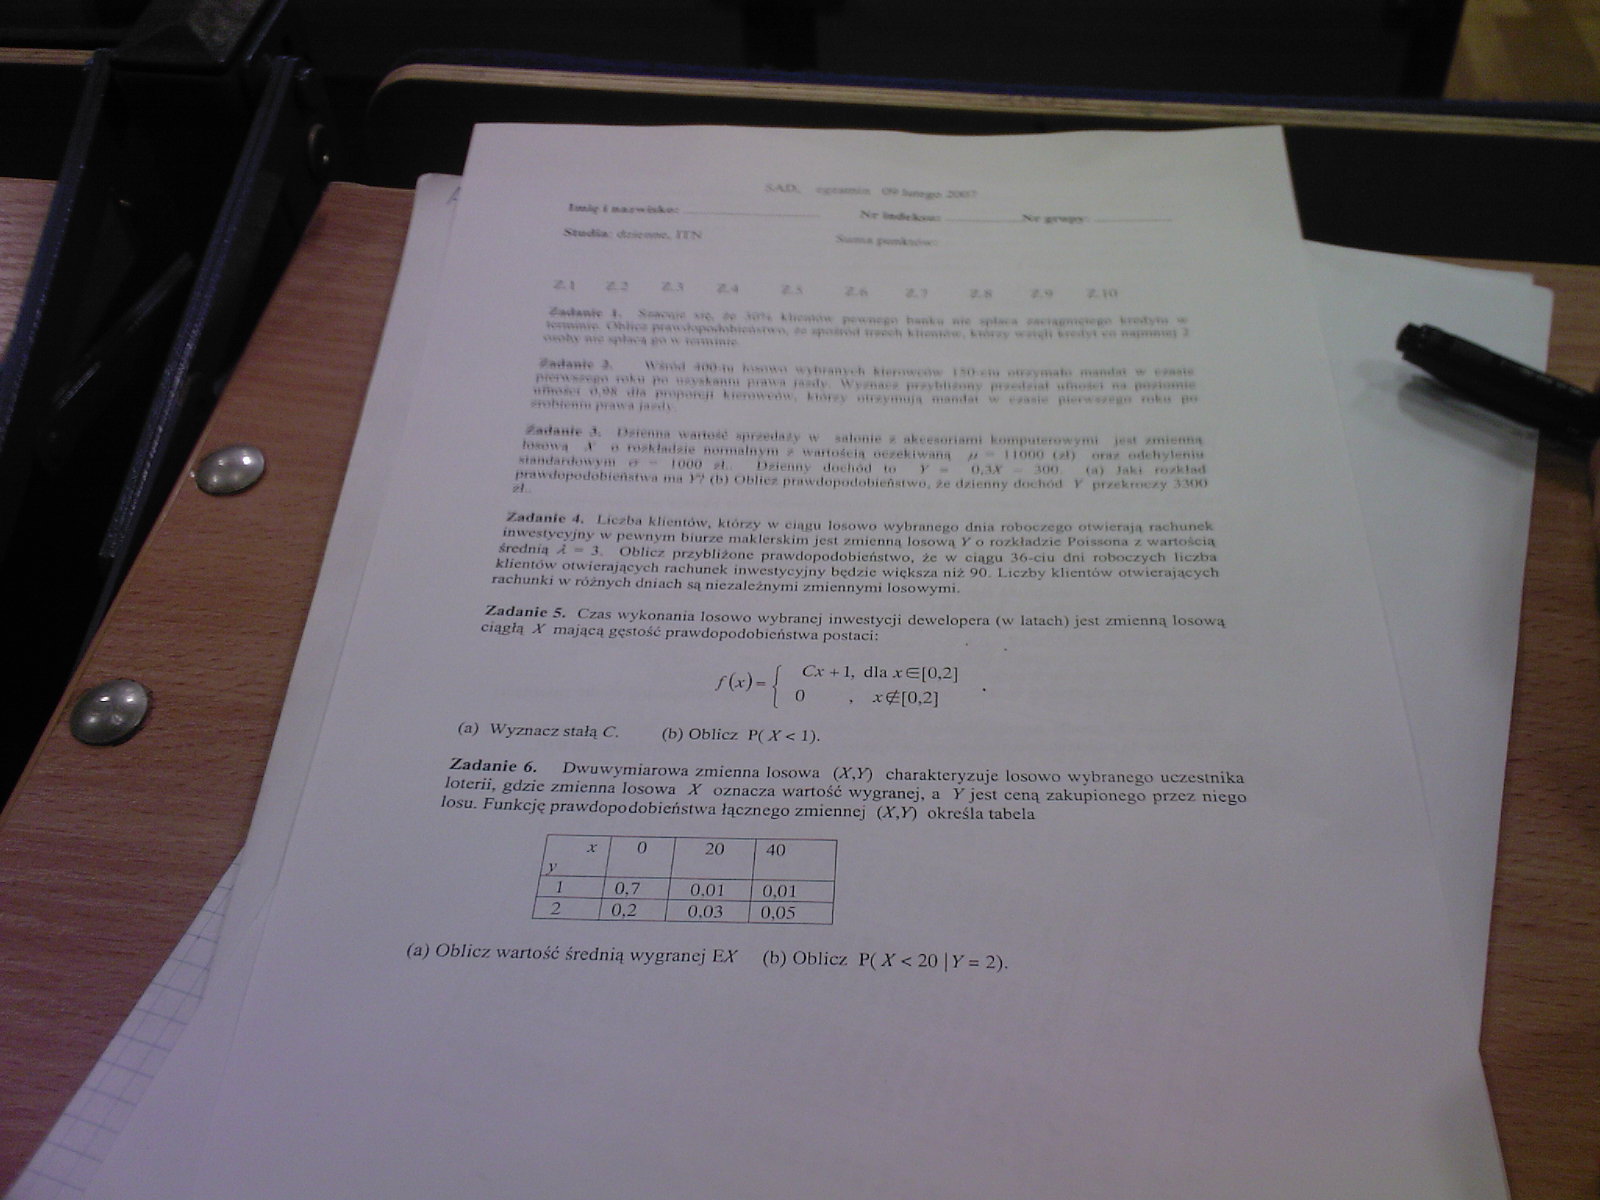 SAD, egzamin 09 lutego 2007
Imię i nazwisko: Nr indeksu: Nr grupy:
Studia: dzienne, ITN Suma punktów:
Z.1 Z.2 Z.3 Z.4 Z.5 Z.6 Z.7 Z.8 Z.9 Z.10
Zadanie 1. Szacuje się, że 30% klientów pewnego banku nie spłaca zaciągniętego kredytu w
terminie. Oblicz prawdopodobieństwo, że spośród trzech klientów, którzy wzięli kredyt co najmniej 2
osoby nie spłacą go w terminie.
Zadanie 2. Wśród 400-tu losowo wybranych kierowców 150-ciu otrzymało mandat w czasie
pierwszego roku po uzyskaniu prawa jazdy. Wyznacz przybliżony przedział ufności na poziomie
ufności 0,98 dla proporcji kierowców, którzy otrzymują mandat w czasie pierwszego roku po
zrobieniu prawa jazdy.
Zadanie 3. Dzienna wartość sprzedaży w salonie z akcesoriami komputerowymi jest zmienną
losową X o rozkładzie normalnym z wartością oczekiwaną μ = 11000 (zł) oraz odchyleniu
standardowym σ = 1000 zł.. Dzienny dochód to Y = 0,3X - 300. (a) Jaki rozkład
prawdopodobieństwa ma Y? (b) Oblicz prawdopodobieństwo, że dzienny dochód Y przekroczy 3300
zł..
Zadanie 4. Liczba klientów, którzy w ciągu losowo wybranego dnia roboczego otwierają rachunek
inwestycyjny w pewnym biurze maklerskim jest zmienną losową Y o rozkładzie Poissona z wartością
średnią λ = 3. Oblicz przybliżone prawdopodobieństwo, że w ciągu 36-ciu dni roboczych liczba
klientów otwierających rachunek inwestycyjny będzie większa niż 90. Liczby klientów otwierających
rachunki w różnych dniach są niezależnymi zmiennymi losowymi.
Zadanie 5. Czas wykonania losowo wybranej inwestycji dewelopera (w latach) jest zmienną losową
ciągłą X mającą gęstość prawdopodobieństwa postaci:
f(x)= { Cx + 1, dla x∈[0,2]
0 , x∉[0,2] .
(a) Wyznacz stałą C. (b) Oblicz P( X < 1).
Zadanie 6. Dwuwymiarowa zmienna losowa (X,Y) charakteryzuje losowo wybranego uczestnika
loterii, gdzie zmienna losowa X oznacza wartość wygranej, a Y jest ceną zakupionego przez niego
losu. Funkcję prawdopodobieństwa łącznego zmiennej (X,Y) określa tabela
x 0 20 40
y
1 0,7 0,01 0,01
2 0,2 0,03 0,05
(a) Oblicz wartość średnią wygranej EX (b) Oblicz P( X < 20 | Y = 2).